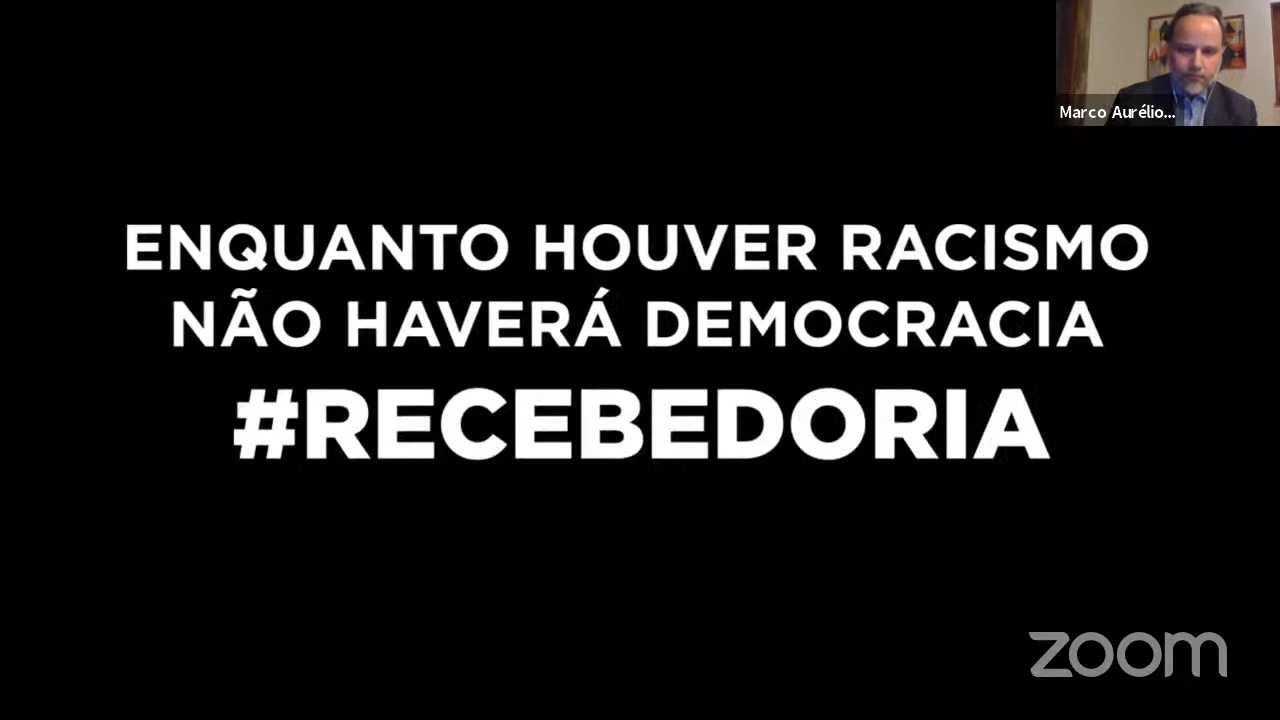 Marco Aurélio...
ENQUANTO HOUVER RACISMO
NÃO HAVERÁ DEMOCRACIA
#RECEBEDORIA
zoom